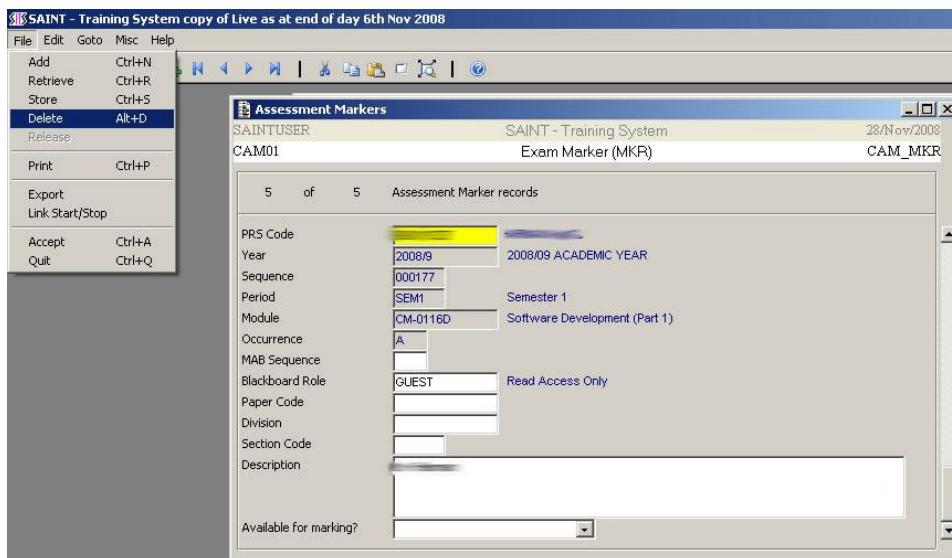 SAINT - Training System copy of Live as at end of day 6th Nov 2008
File Edit Goto Misc Help
Add Ctrl+N
Retrieve Ctrl+R
Store Ctrl+S
Delete Alt+D
Release
Print Ctrl+P
Export
Link Start/Stop
Accept Ctrl+A
Quit Ctrl+Q
Assessment Markers
SAINTUSER SAINT - Training System 28/Nov/2008
CAM01 Exam Marker (MKR) CAM_MKR
5 of 5 Assessment Marker records
PRS Code
Year 2008/9 2008/09 ACADEMIC YEAR
Sequence 000177
Period SEM1 Semester 1
Module CM-0116D Software Development (Part 1)
Occurrence A
MAB Sequence
Blackboard Role GUEST Read Access Only
Paper Code
Division
Section Code
Description
Available for marking?